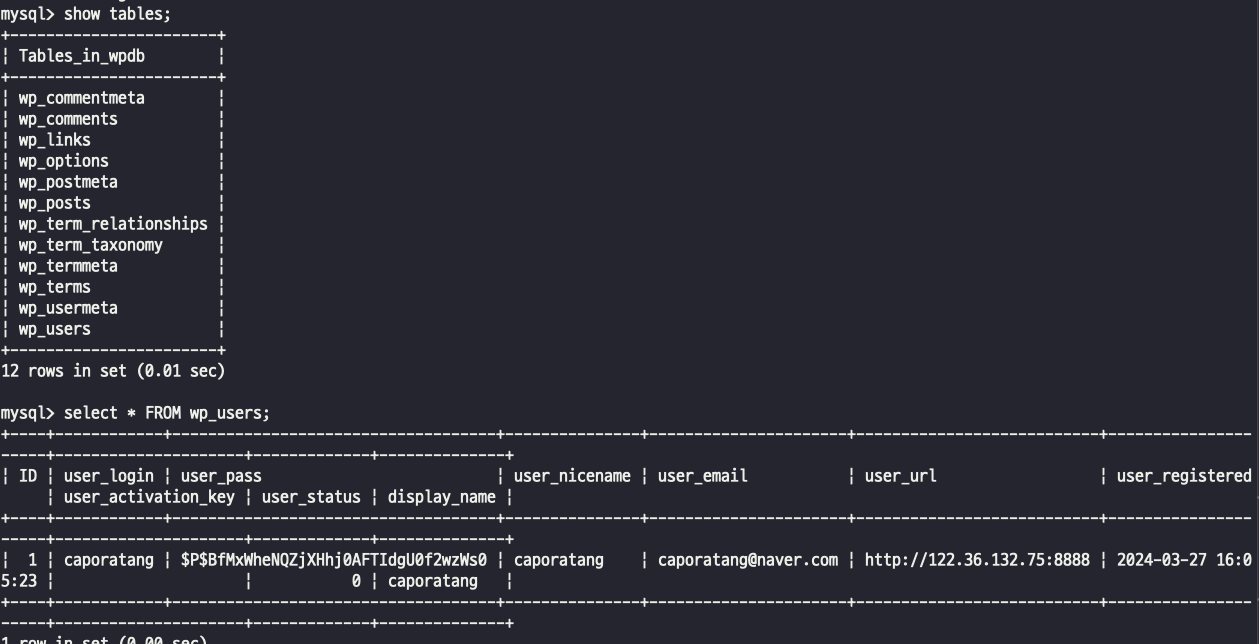 mysql> show tables;
+-----------------------+
| Tables_in_wpdb        |
+-----------------------+
| wp_commentmeta        |
| wp_comments           |
| wp_links              |
| wp_options            |
| wp_postmeta           |
| wp_posts              |
| wp_term_relationships |
| wp_term_taxonomy      |
| wp_termmeta           |
| wp_terms              |
| wp_usermeta           |
| wp_users              |
+-----------------------+
12 rows in set (0.01 sec)

mysql> select * FROM wp_users;
+----+------------+------------------------------------+---------------+----------------------+---------------------------+----------------
-----+---------------------+-------------+--------------+
| ID | user_login | user_pass                          | user_nicename | user_email           | user_url                  | user_registered
     | user_activation_key | user_status | display_name |
+----+------------+------------------------------------+---------------+----------------------+---------------------------+----------------
-----+---------------------+-------------+--------------+
|  1 | caporatang | $P$BfMxWheNQZjXHhj0AFTIdgU0f2wzWs0 | caporatang    | caporatang@naver.com | http://122.36.132.75:8888 | 2024-03-27 16:0
5:23 |                     |           0 | caporatang   |
+----+------------+------------------------------------+---------------+----------------------+---------------------------+----------------
-----+---------------------+-------------+--------------+
1 row in set (0.00 sec)